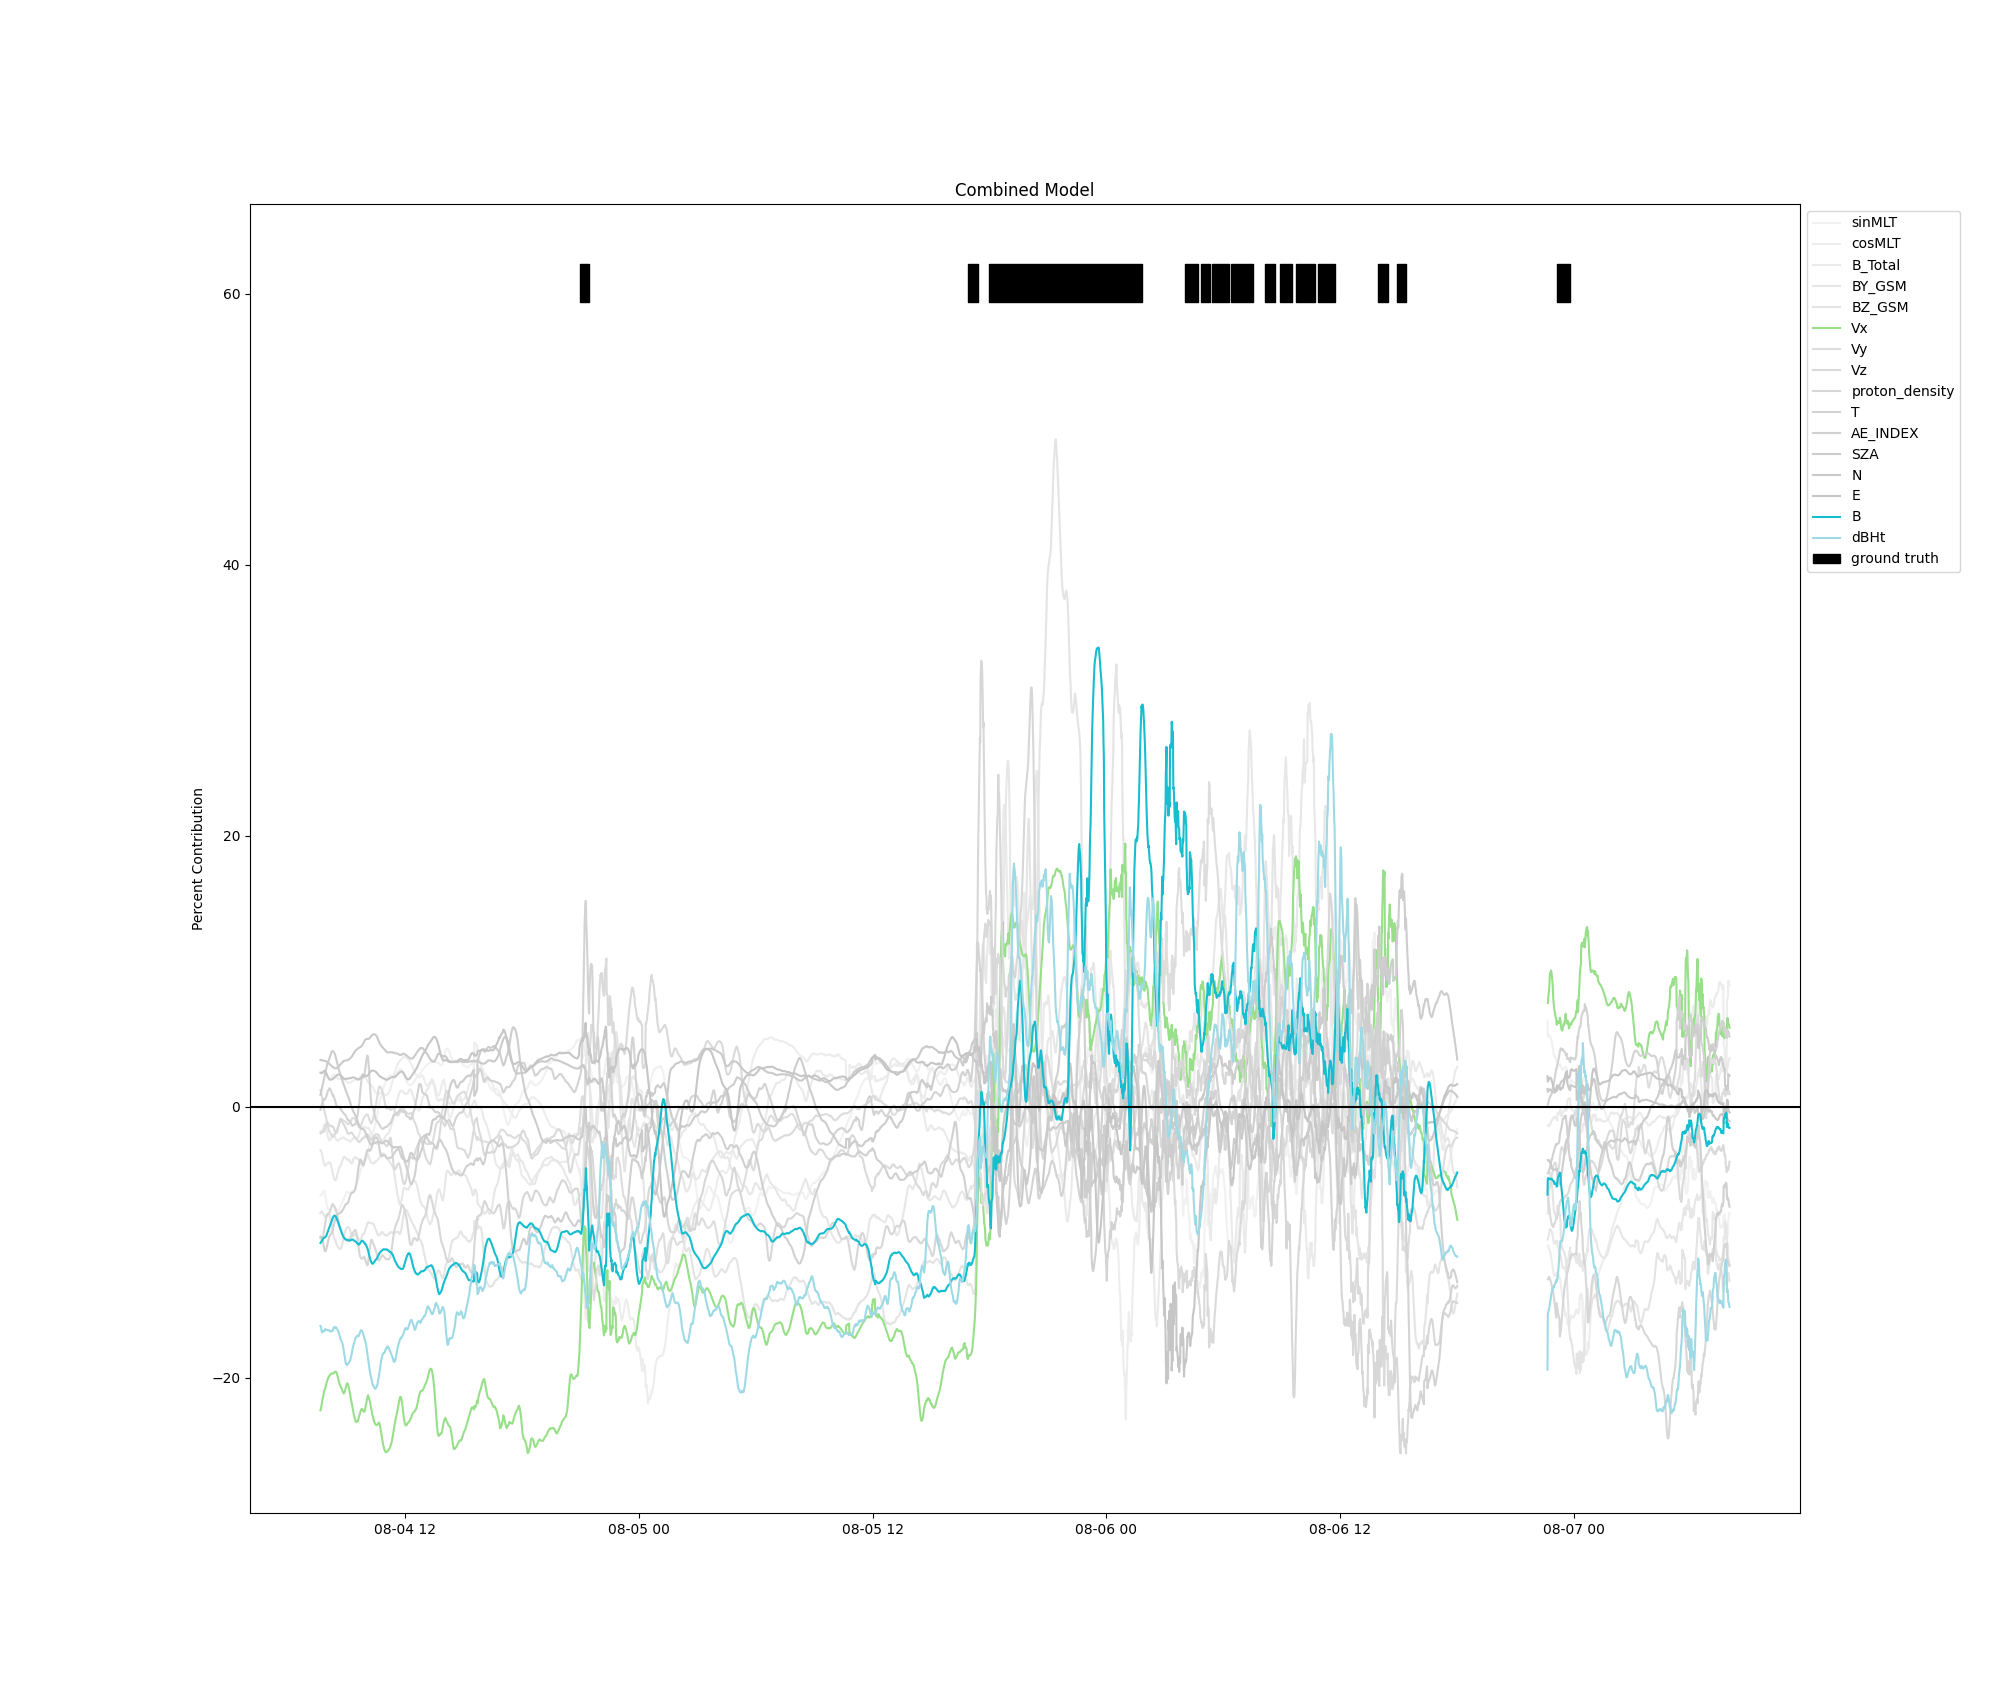 Combined Model
Percent Contribution
60
40
20
0
−20
08-04 12
08-05 00
08-05 12
08-06 00
08-06 12
08-07 00
sinMLT
cosMLT
B_Total
BY_GSM
BZ_GSM
Vx
Vy
Vz
proton_density
T
AE_INDEX
SZA
N
E
B
dBHt
ground truth